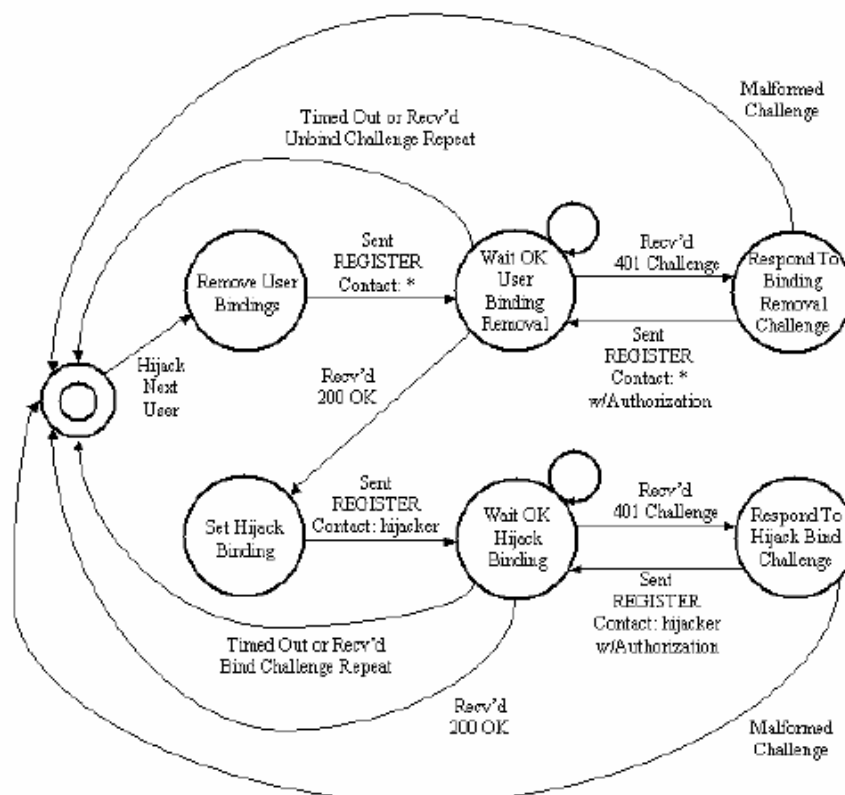 Malformed
Challenge
Timed Out or Recv'd
Unbind Challenge Repeat
Sent
REGISTER
Contact: *
Remove User
Bindings
Wait OK
User
Binding
Removal
Recv'd
401 Challenge
Respond To
Binding
Removal
Challenge
Sent
REGISTER
Contact: *
w/Authorization
Hijack
Next
User
Recv'd
200 OK
Sent
REGISTER
Contact: hijacker
Set Hijack
Binding
Wait OK
Hijack
Binding
Recv'd
401 Challenge
Respond To
Hijack Bind
Challenge
Sent
REGISTER
Contact: hijacker
w/Authorization
Timed Out or Recv'd
Bind Challenge Repeat
Recv'd
200 OK
Malformed
Challenge